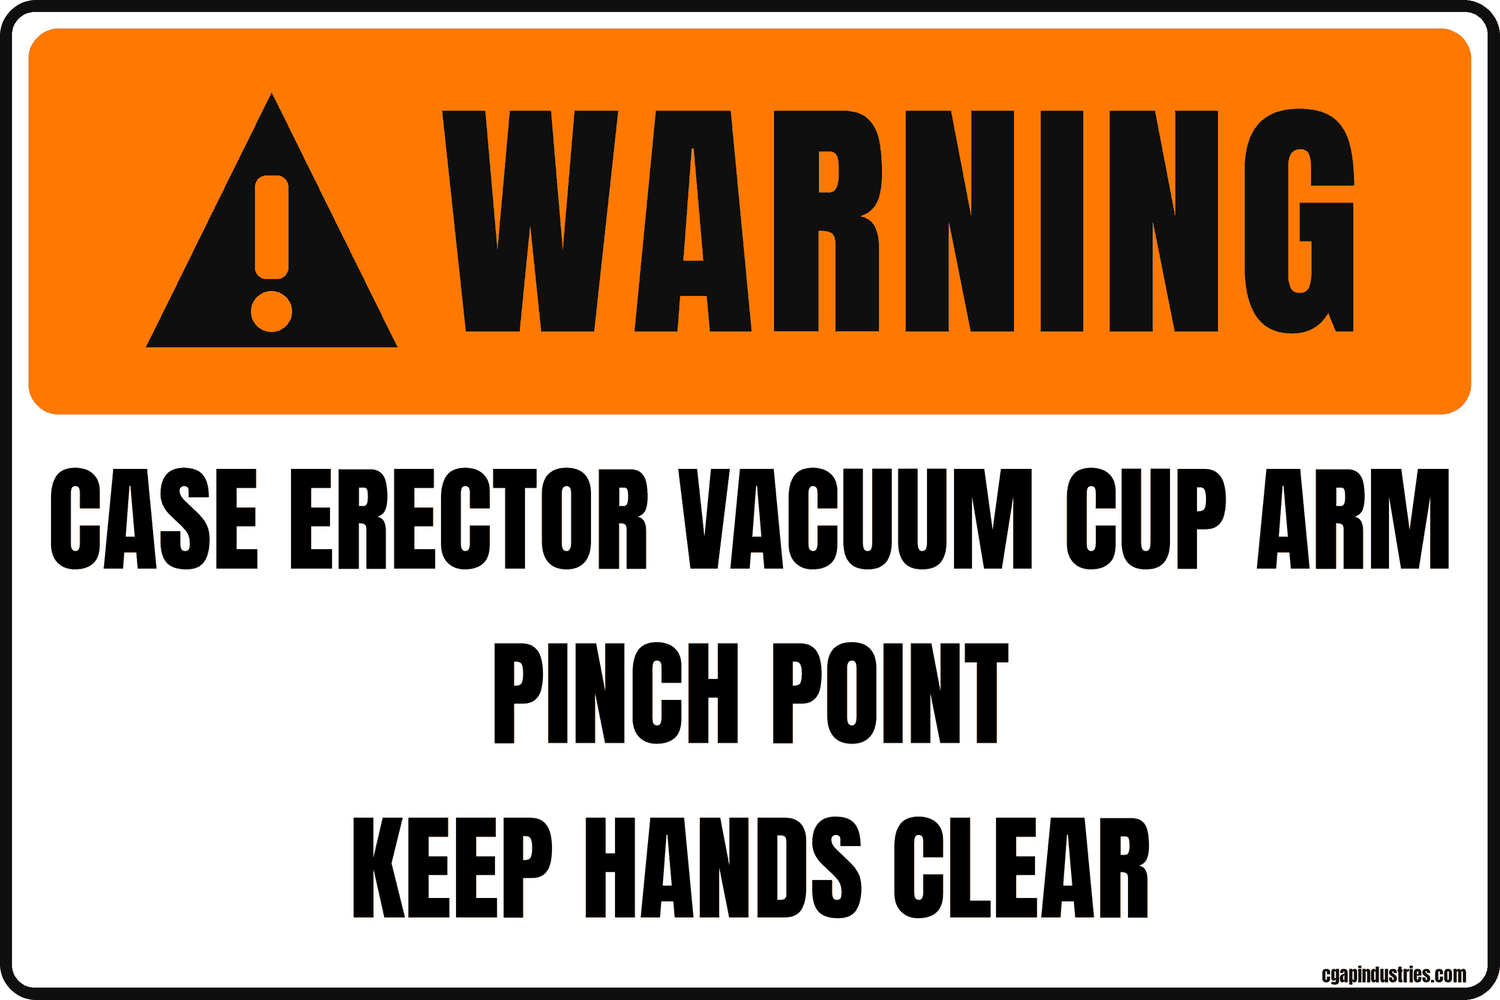 WARNING
CASE ERECTOR VACUUM CUP ARM
PINCH POINT
KEEP HANDS CLEAR
cgapindustries.com